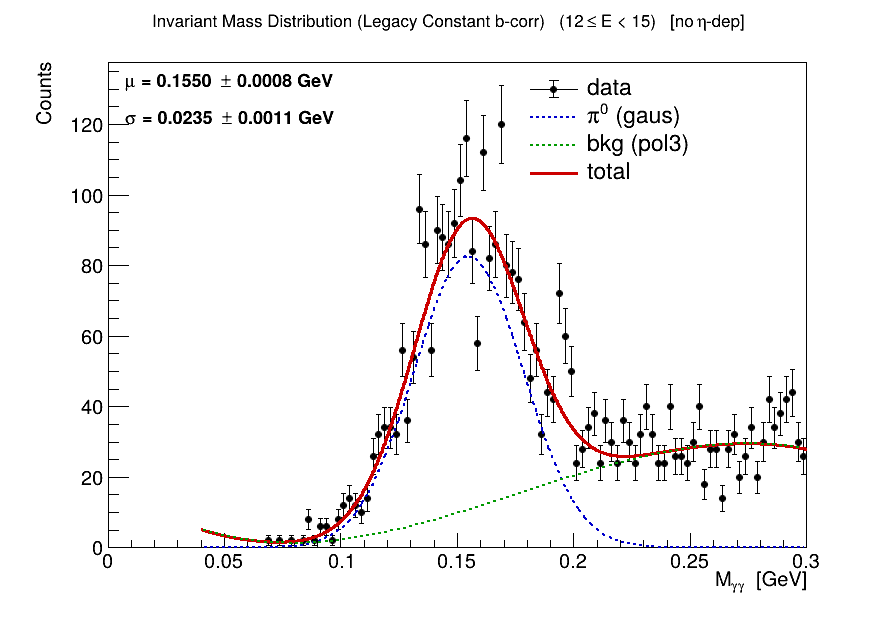 Invariant Mass Distribution (Legacy Constant b-corr) (12 ≤ E < 15) [no η-dep]
Counts
μ = 0.1550 ± 0.0008 GeV
σ = 0.0235 ± 0.0011 GeV
data
π⁰ (gaus)
bkg (pol3)
total
120
100
80
60
40
20
0
0 0.05 0.1 0.15 0.2 0.25 0.3
Mγγ [GeV]